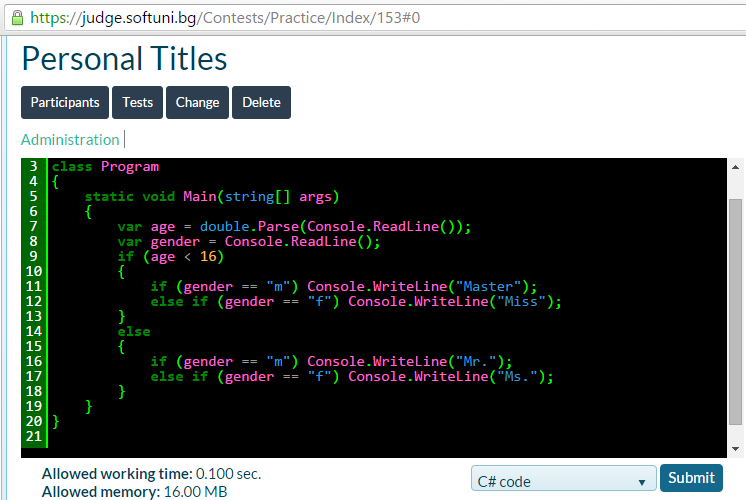 https://judge.softuni.bg/Contests/Practice/Index/153#0
Personal Titles
Participants Tests Change Delete
Administration
3 class Program
4 {
5     static void Main(string[] args)
6     {
7         var age = double.Parse(Console.ReadLine());
8         var gender = Console.ReadLine();
9         if (age < 16)
10         {
11             if (gender == "m") Console.WriteLine("Master");
12             else if (gender == "f") Console.WriteLine("Miss");
13         }
14         else
15         {
16             if (gender == "m") Console.WriteLine("Mr.");
17             else if (gender == "f") Console.WriteLine("Ms.");
18         }
19     }
20 }
21
Allowed working time: 0.100 sec.
C# code Submit
Allowed memory: 16.00 MB